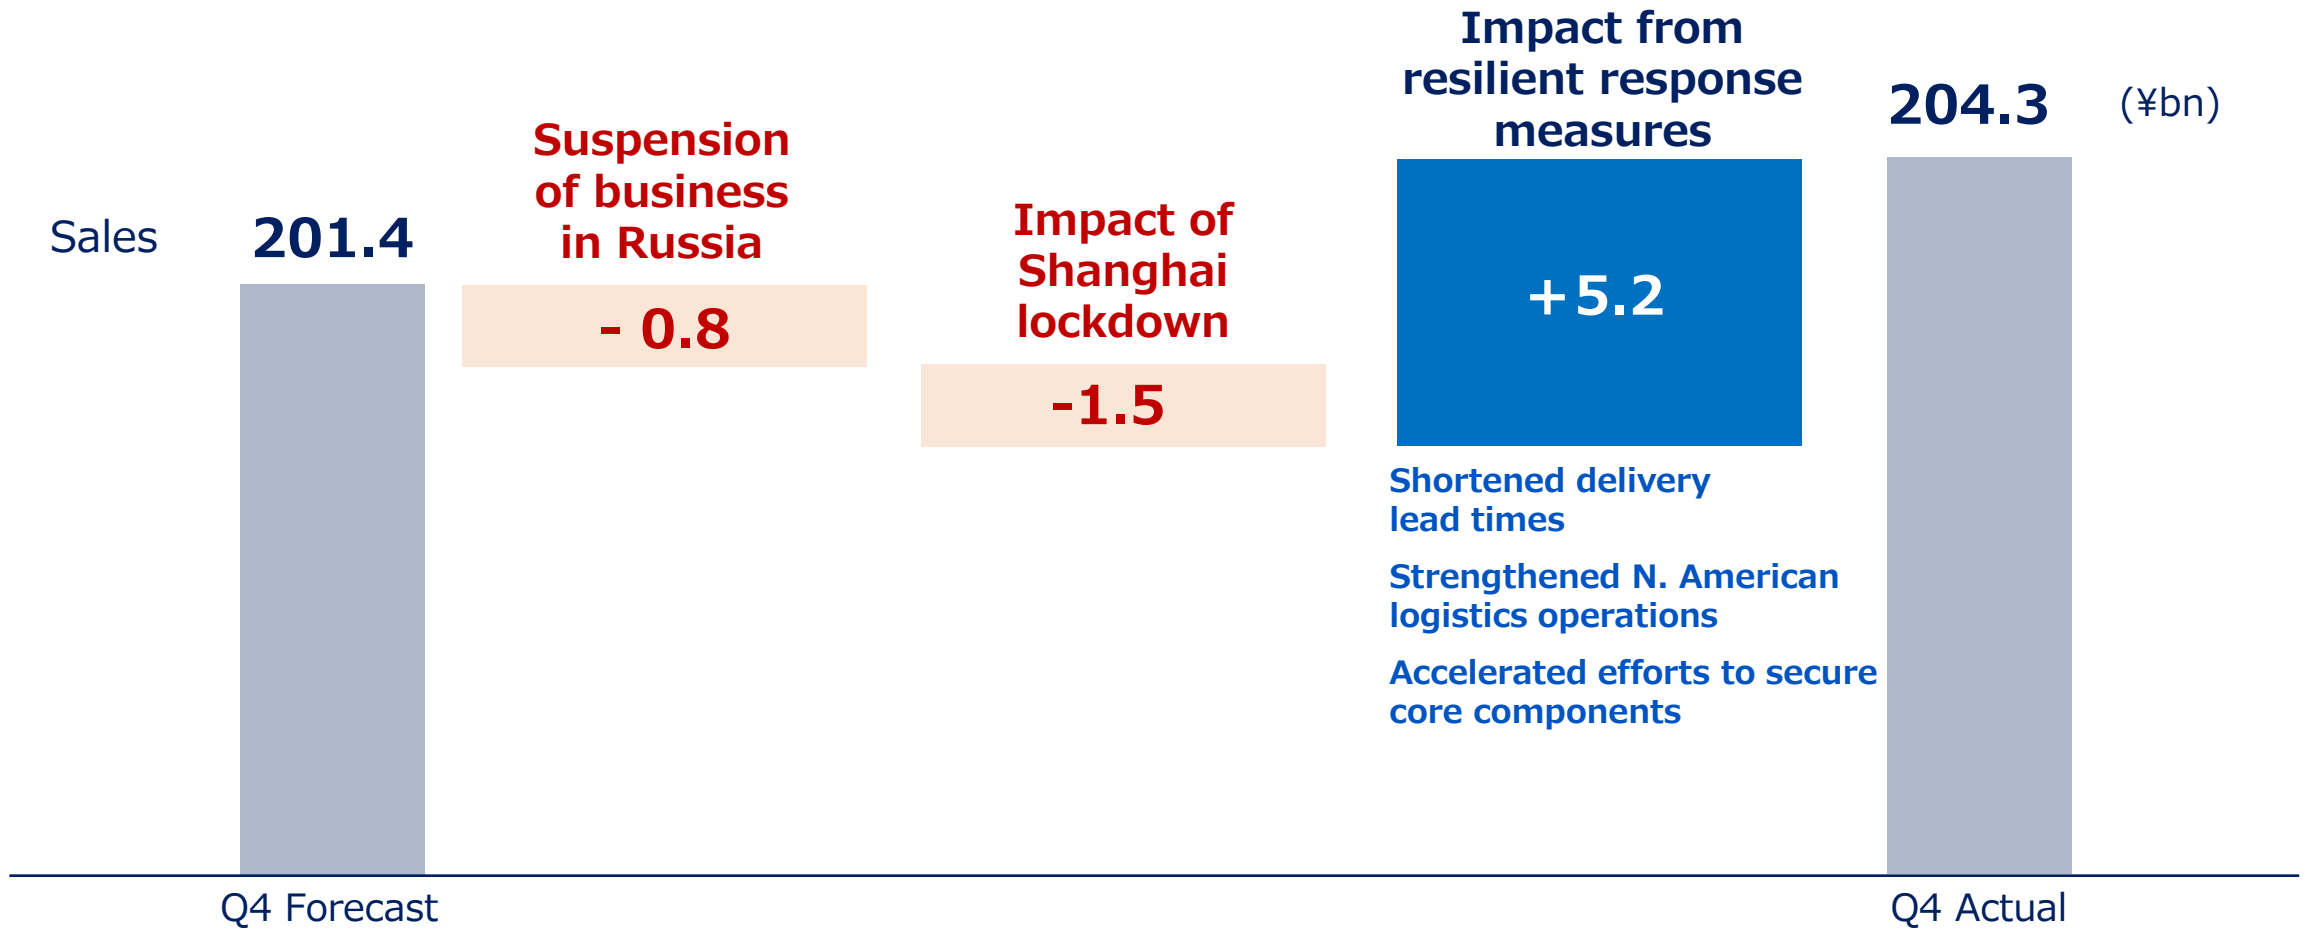 Sales
201.4
Suspension
of business
in Russia
- 0.8
Impact of
Shanghai
lockdown
-1.5
Impact from
resilient response
measures
+5.2
Shortened delivery
lead times
Strengthened N. American
logistics operations
Accelerated efforts to secure
core components
204.3
(¥bn)
Q4 Forecast
Q4 Actual